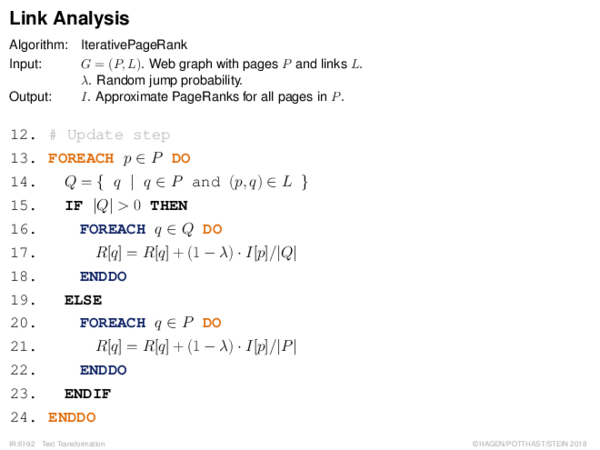 Link Analysis
Algorithm: IterativePageRank
Input: G = (P, L). Web graph with pages P and links L.
λ. Random jump probability.
Output: I. Approximate PageRanks for all pages in P.
12. # Update step
13. FOREACH p ∈ P DO
14. Q = { q | q ∈ P and (p, q) ∈ L }
15. IF |Q| > 0 THEN
16. FOREACH q ∈ Q DO
17. R[q] = R[q] + (1 − λ) · I[p]/|Q|
18. ENDDO
19. ELSE
20. FOREACH q ∈ P DO
21. R[q] = R[q] + (1 − λ) · I[p]/|P|
22. ENDDO
23. ENDIF
24. ENDDO
IR:III-92 Text Transformation ©HAGEN/POTTHAST/STEIN 2018